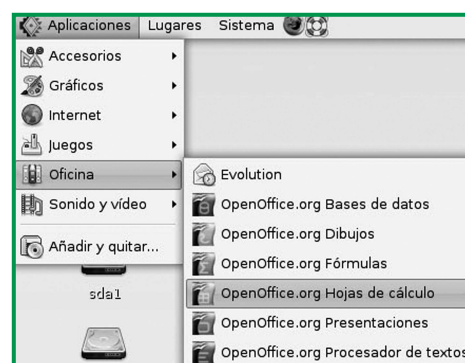 Aplicaciones Lugares Sistema
Accesorios
Gráficos
Internet
Juegos
Oficina
Sonido y vídeo
Añadir y quitar...
Evolution
OpenOffice.org Bases de datos
OpenOffice.org Dibujos
OpenOffice.org Fórmulas
OpenOffice.org Hojas de cálculo
OpenOffice.org Presentaciones
OpenOffice.org Procesador de textos
sda1